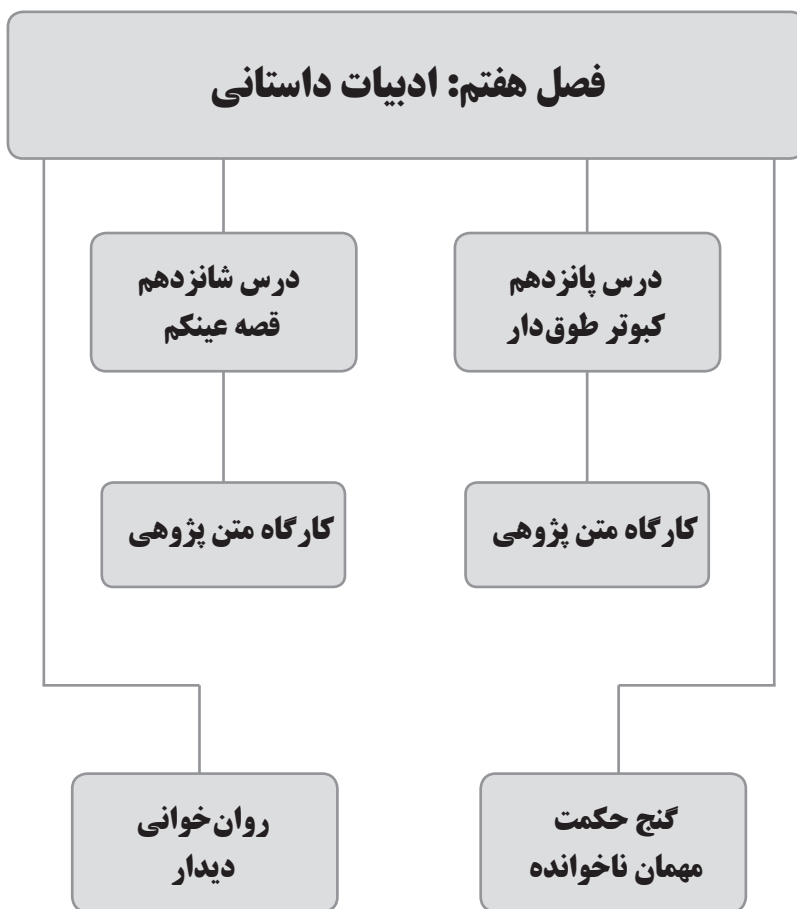 فصل هفتم: ادبیات داستانی
درس پانزدهم
کبوتر طوق‌دار
درس شانزدهم
قصه عینکم
کارگاه متن پژوهی
کارگاه متن پژوهی
گنج حکمت
مهمان ناخوانده
روان‌خوانی
دیدار